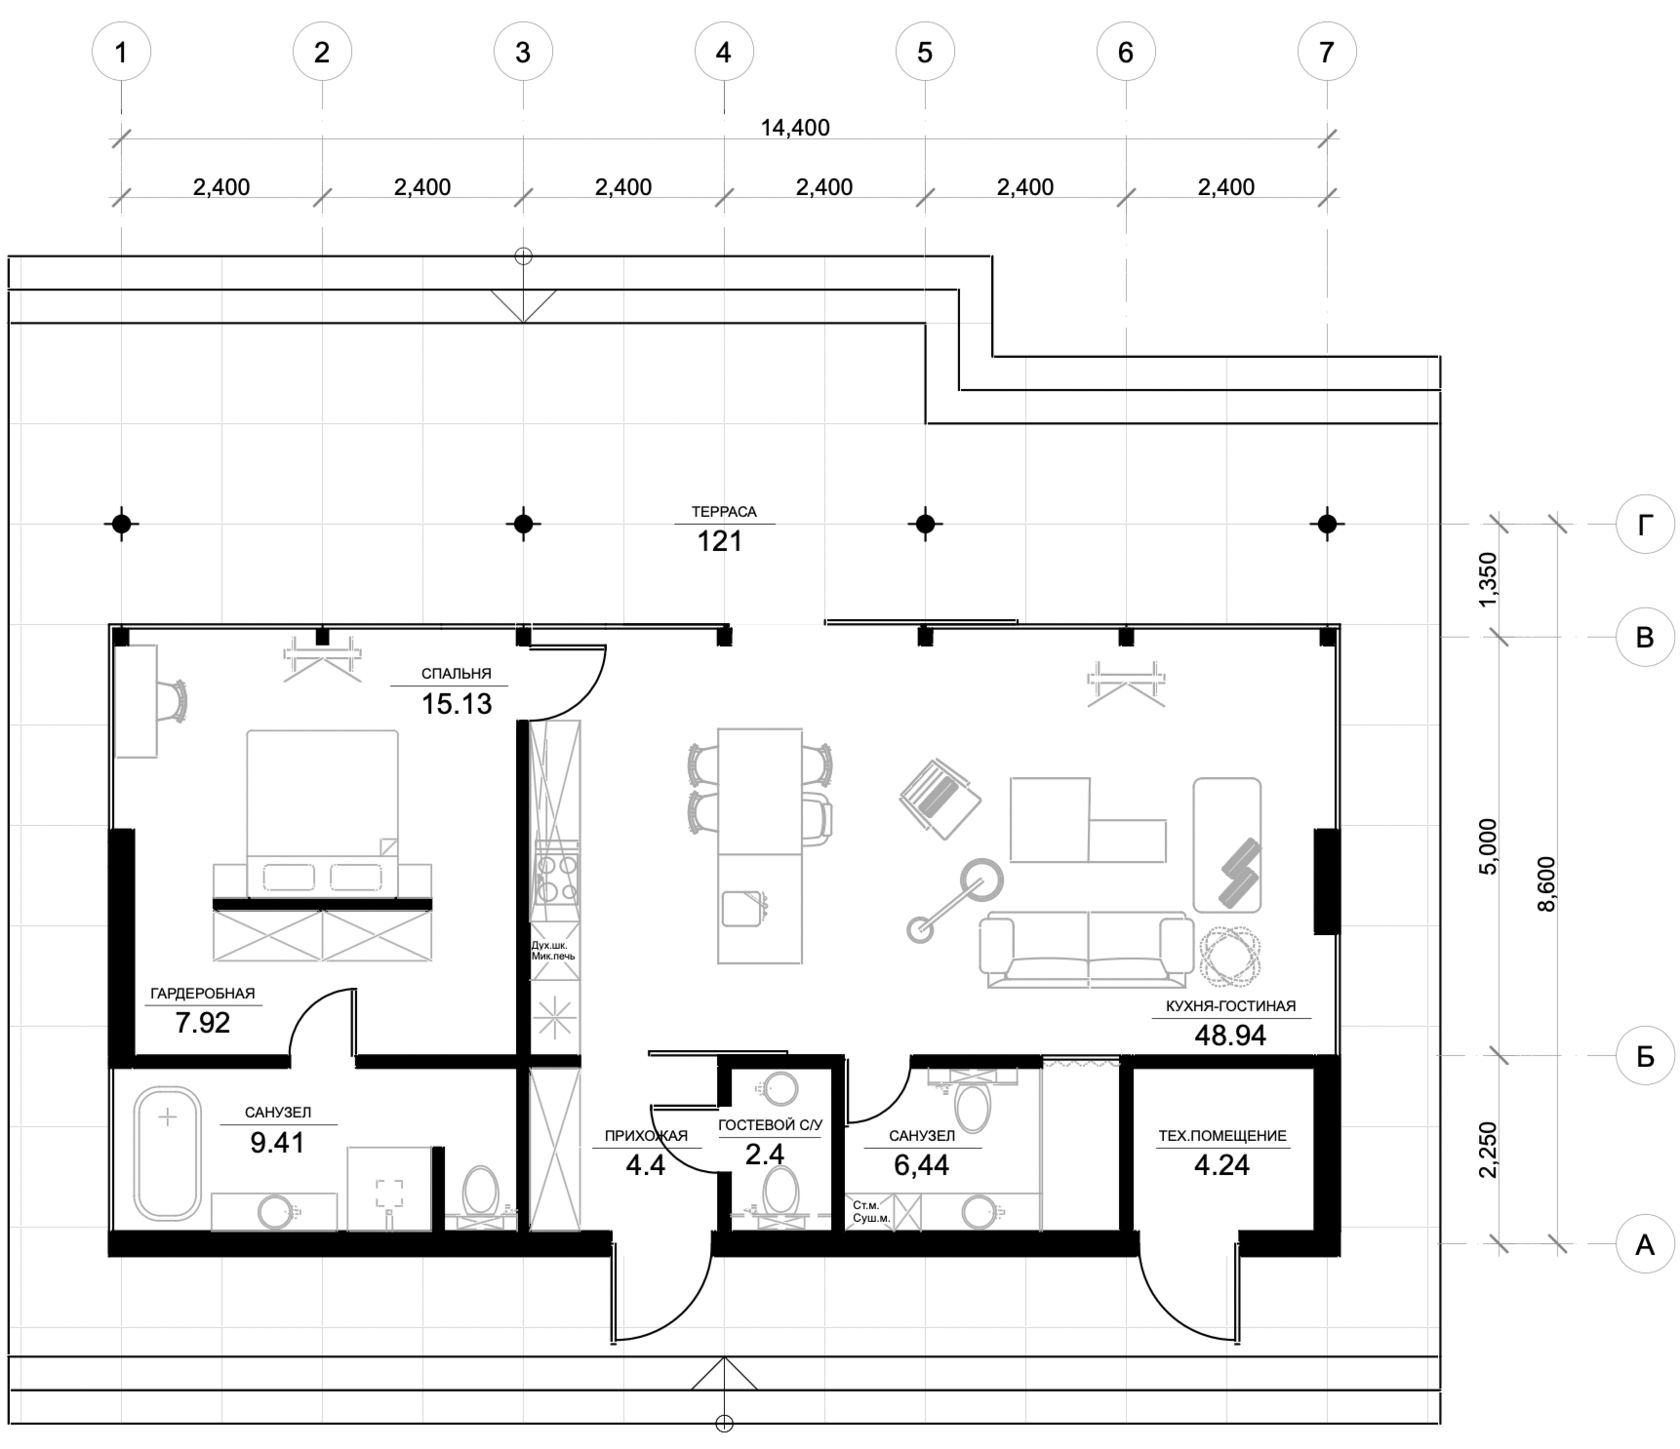 1 2 3 4 5 6 7
14,400
2,400 2,400 2,400 2,400 2,400 2,400
ТЕРРАСА
121
Г
1,350
В
СПАЛЬНЯ
15.13
5,000
8,600
Дух.шк.
Мик.печь
ГАРДЕРОБНАЯ
7.92
КУХНЯ-ГОСТИНАЯ
48.94
Б
САНУЗЕЛ
9.41
ПРИХОЖАЯ
4.4
ГОСТЕВОЙ С/У
2.4
САНУЗЕЛ
6,44
ТЕХ.ПОМЕЩЕНИЕ
4.24
2,250
Ст.м.
Суш.м.
А